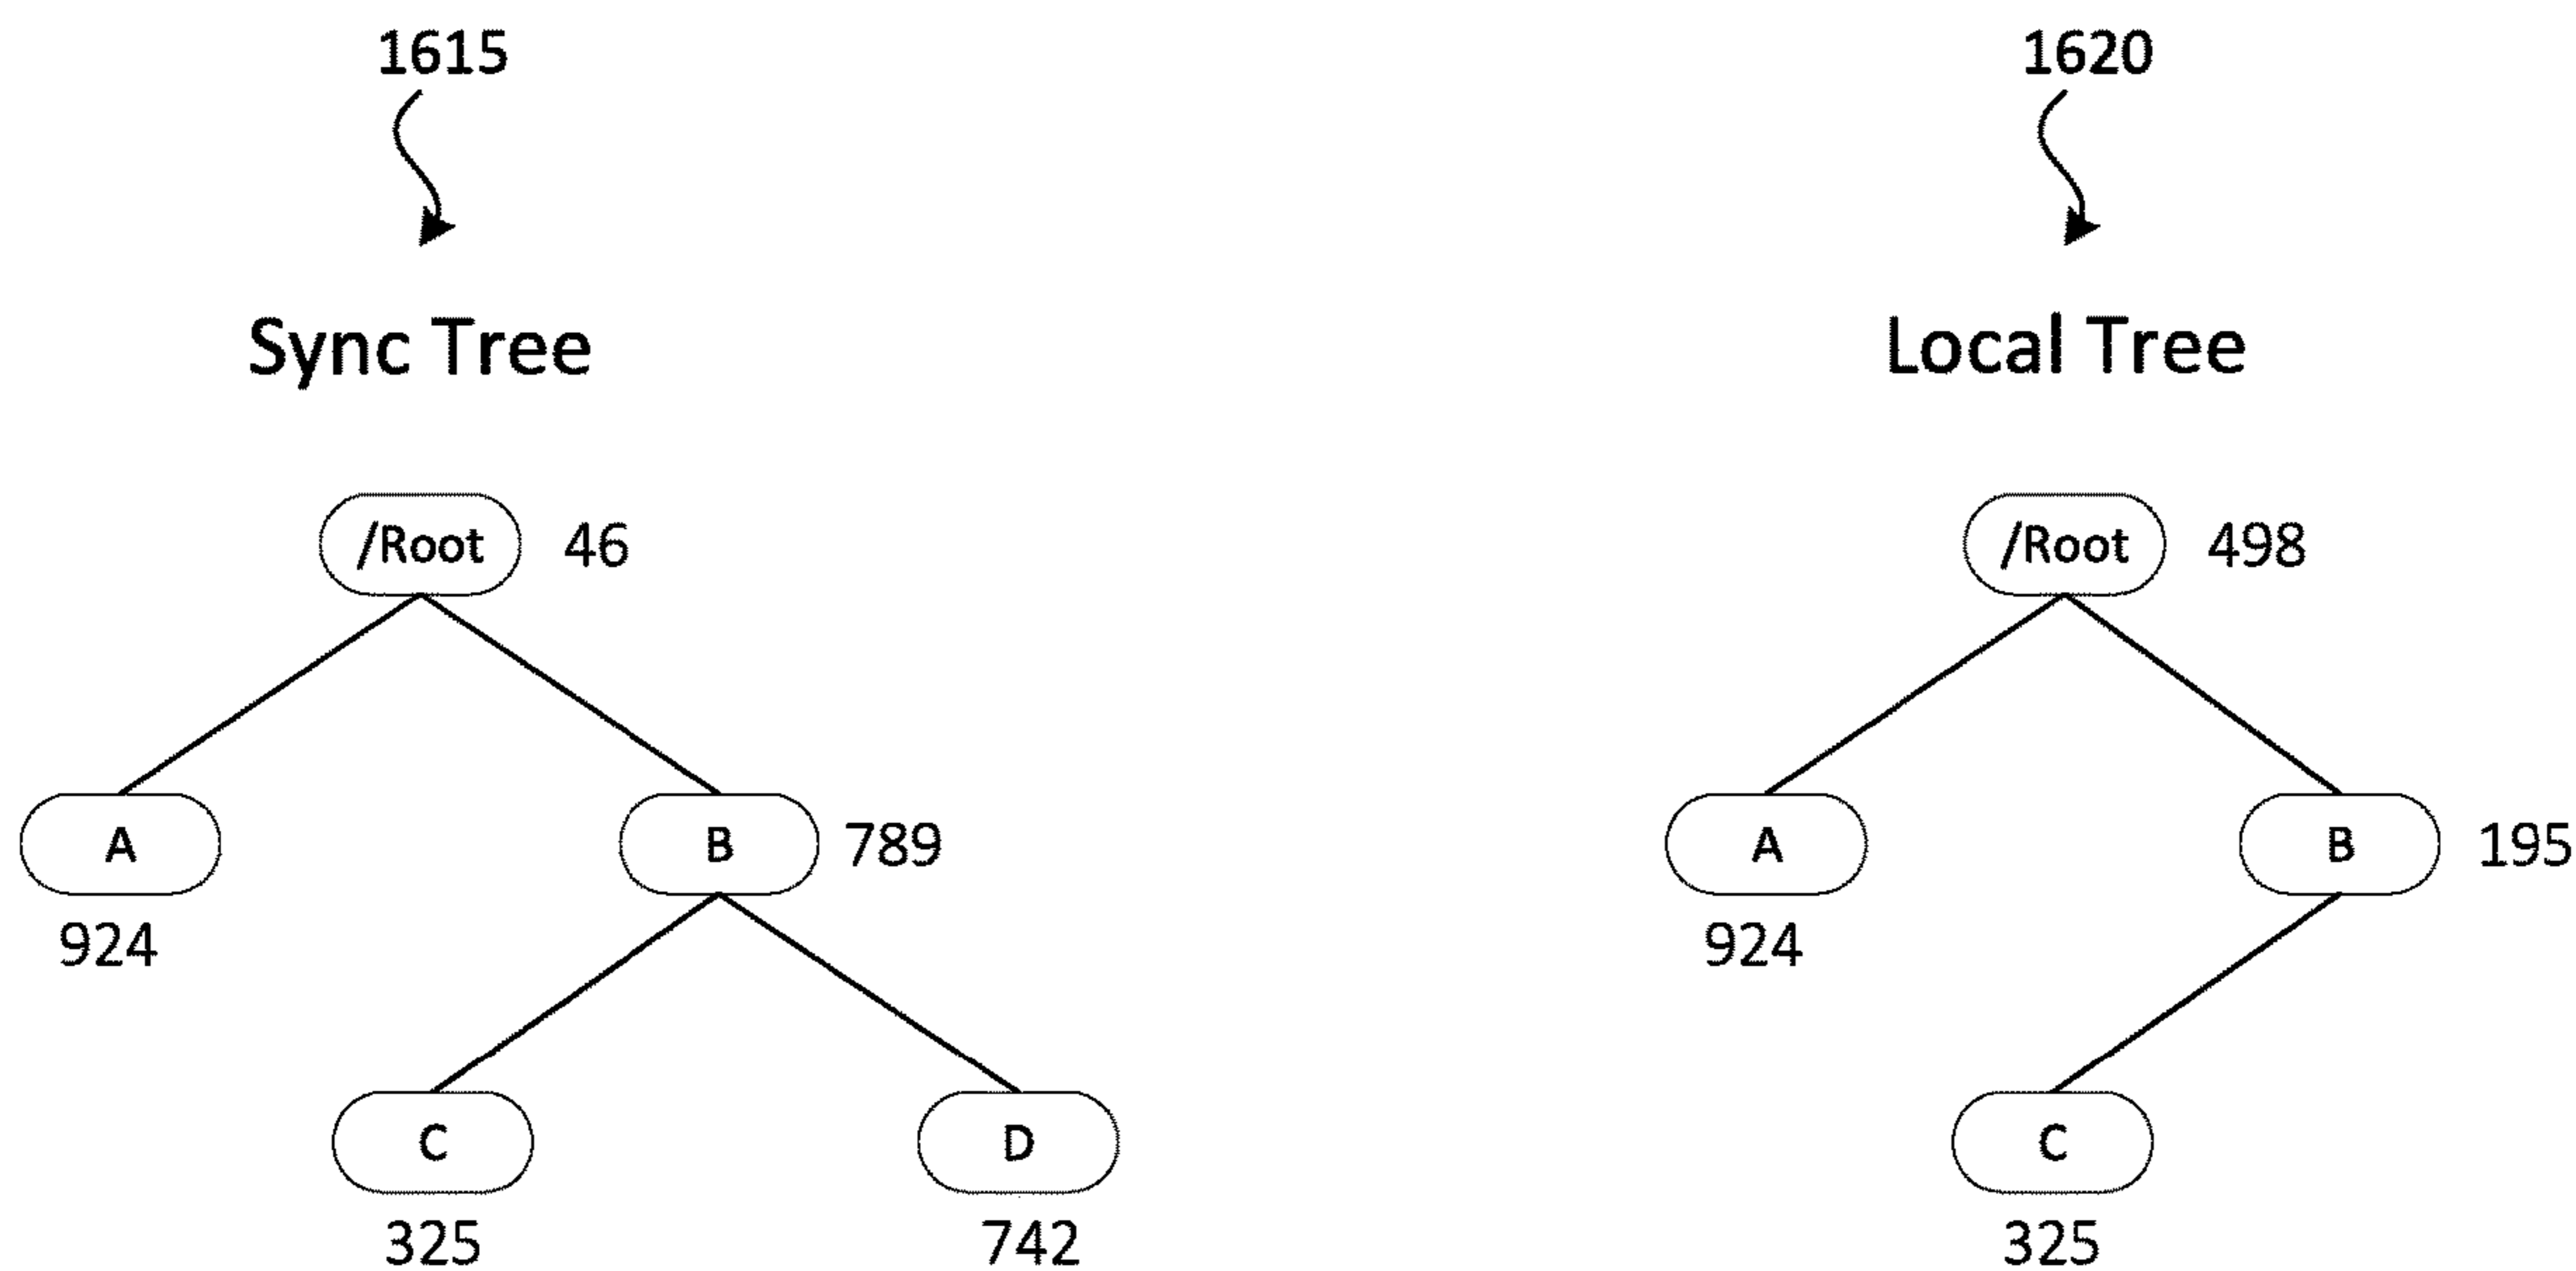 1615
1620
Sync Tree
Local Tree
/Root 46
/Root 498
A
B 789
A
B 195
924
924
C
D
C
325
742
325